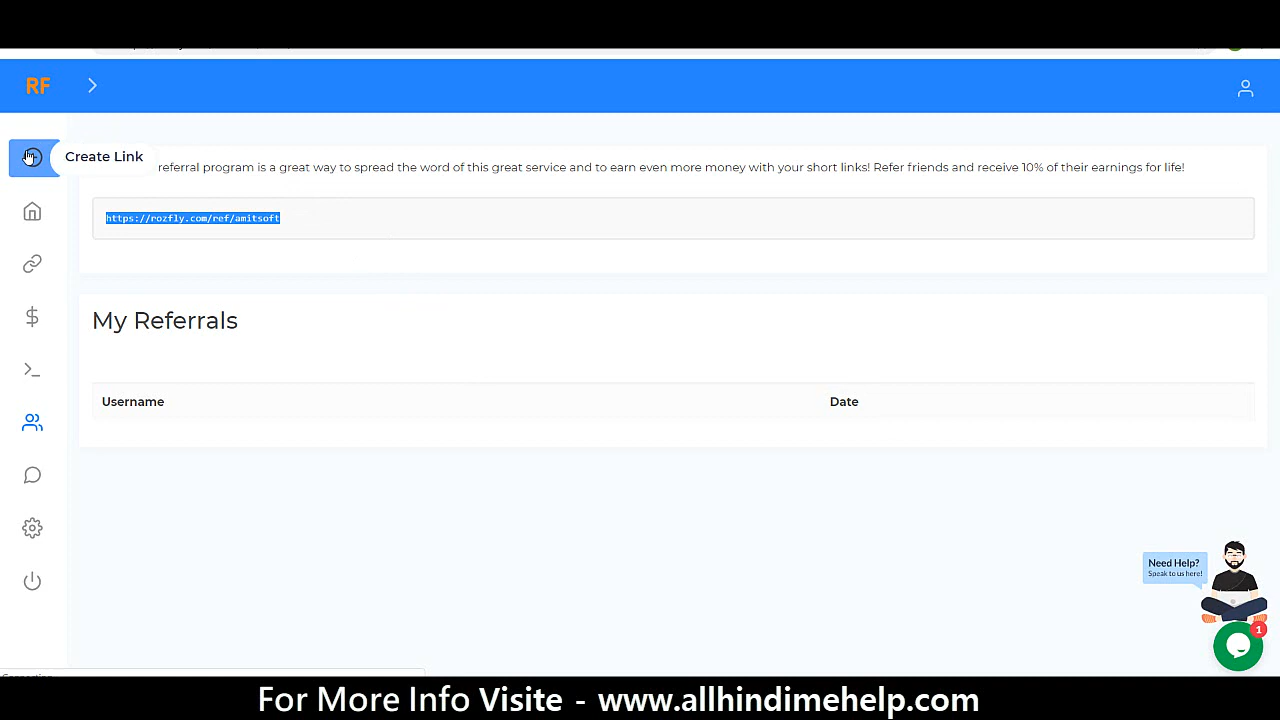 RF
Create Link
referral program is a great way to spread the word of this great service and to earn even more money with your short links! Refer friends and receive 10% of their earnings for life!
https://rozfly.com/ref/amitsoft
My Referrals
Username Date
Need Help?
Speak to us here!
1
For More Info Visite - www.allhindimehelp.com